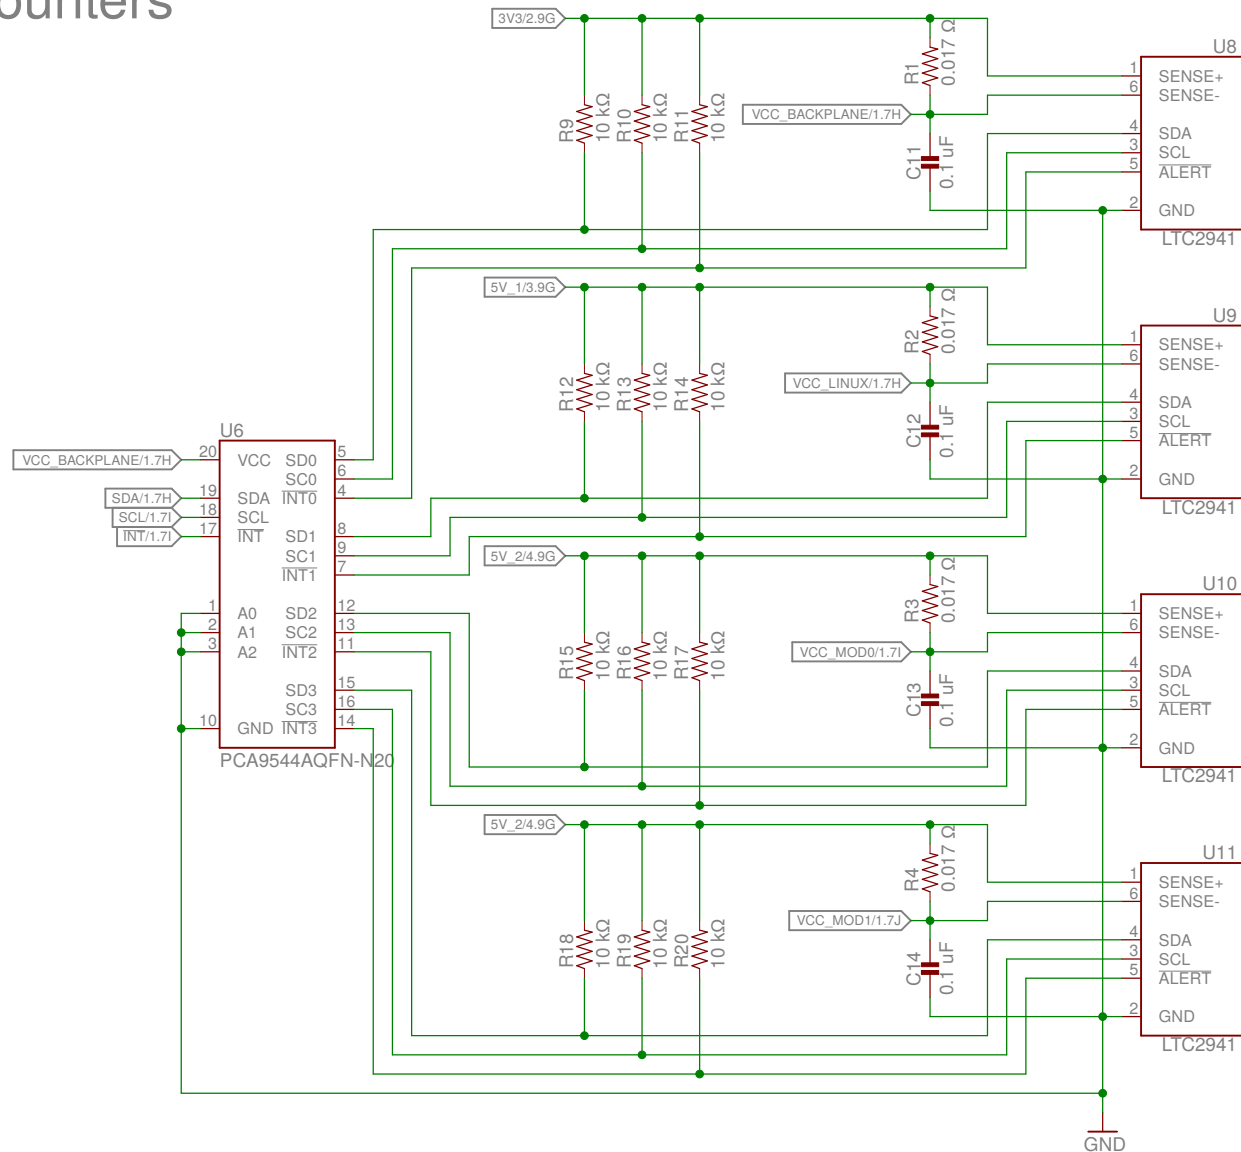 ounters
3V3/2.9G
R9
10 kΩ
R10
10 kΩ
R11
10 kΩ
R1
0.017 Ω
VCC_BACKPLANE/1.7H
C11
0.1 uF
U8
1 SENSE+
6 SENSE-
4 SDA
3 SCL
5 ALERT
2 GND
LTC2941
5V_1/3.9G
R12
10 kΩ
R13
10 kΩ
R14
10 kΩ
R2
0.017 Ω
VCC_LINUX/1.7H
C12
0.1 uF
U9
1 SENSE+
6 SENSE-
4 SDA
3 SCL
5 ALERT
2 GND
LTC2941
U6
VCC_BACKPLANE/1.7H 20 VCC SD0 5
SC0 6
SDA/1.7H 19 SDA INT0 4
SCL/1.7I 18 SCL
INT/1.7I 17 INT SD1 8
SC1 9
INT1 7
1 A0 SD2 12
2 A1 SC2 13
3 A2 INT2 11
SD3 15
SC3 16
10 GND INT3 14
PCA9544AQFN-N20
5V_2/4.9G
R15
10 kΩ
R16
10 kΩ
R17
10 kΩ
R3
0.017 Ω
VCC_MOD0/1.7I
C13
0.1 uF
U10
1 SENSE+
6 SENSE-
4 SDA
3 SCL
5 ALERT
2 GND
LTC2941
5V_2/4.9G
R18
10 kΩ
R19
10 kΩ
R20
10 kΩ
R4
0.017 Ω
VCC_MOD1/1.7J
C14
0.1 uF
U11
1 SENSE+
6 SENSE-
4 SDA
3 SCL
5 ALERT
2 GND
LTC2941
GND